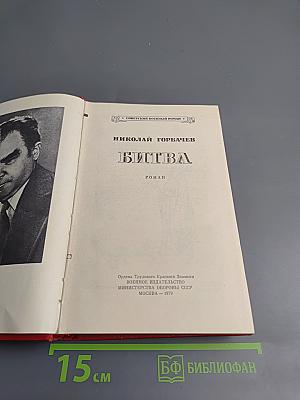 СОВЕТСКИЙ ВОЕННЫЙ РОМАН
НИКОЛАЙ ГОРБАЧЕВ
БИТВА
РОМАН
Ордена Трудового Красного Знамени
ВОЕННОЕ ИЗДАТЕЛЬСТВО
МИНИСТЕРСТВА ОБОРОНЫ СССР
МОСКВА — 1979
15 см
БФ БИБЛИОФАН